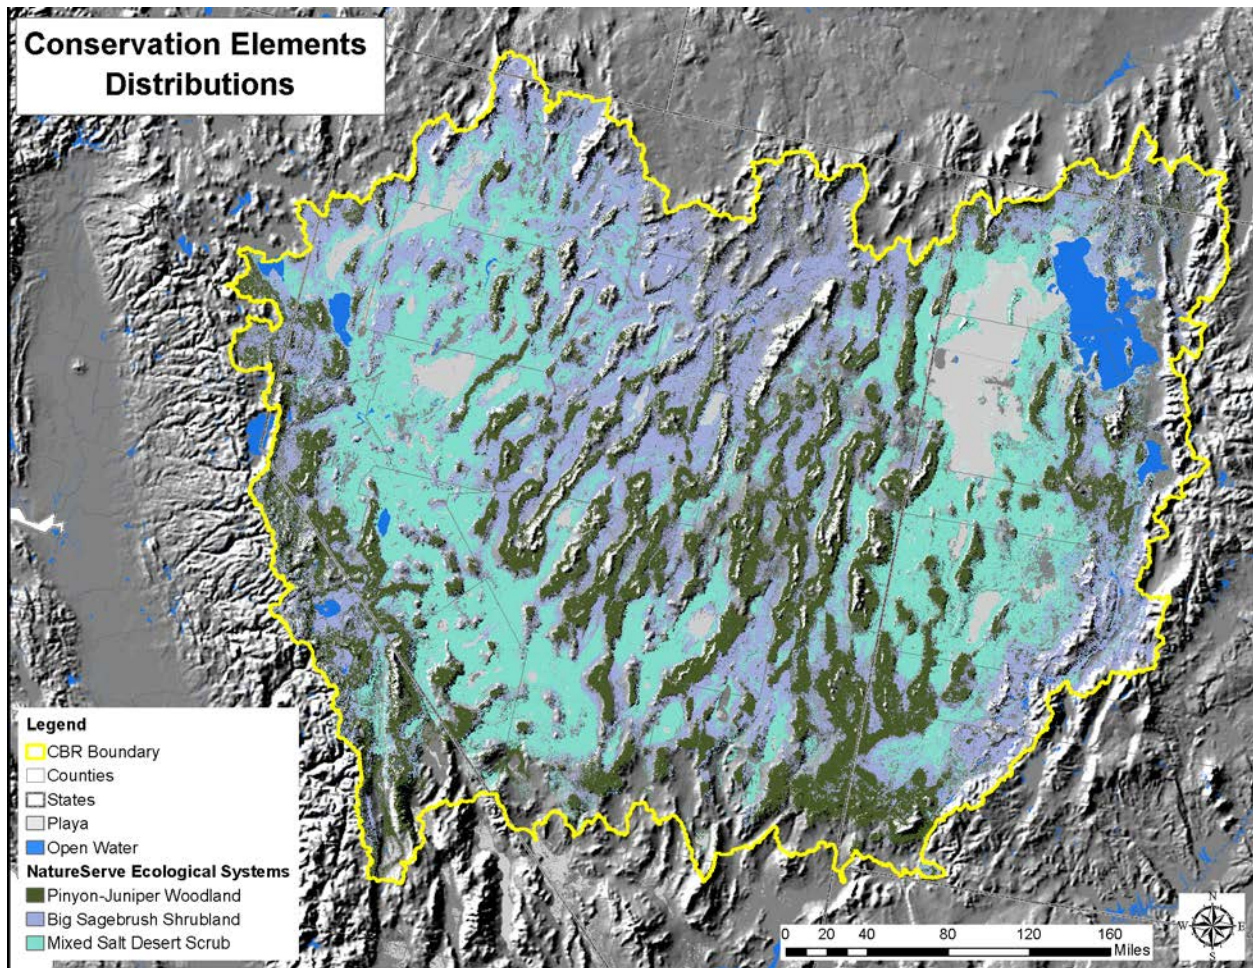 Conservation Elements
Distributions
Legend
CBR Boundary
Counties
States
Playa
Open Water
NatureServe Ecological Systems
Pinyon-Juniper Woodland
Big Sagebrush Shrubland
Mixed Salt Desert Scrub
0 20 40 80 120 160
Miles
N
W E
S